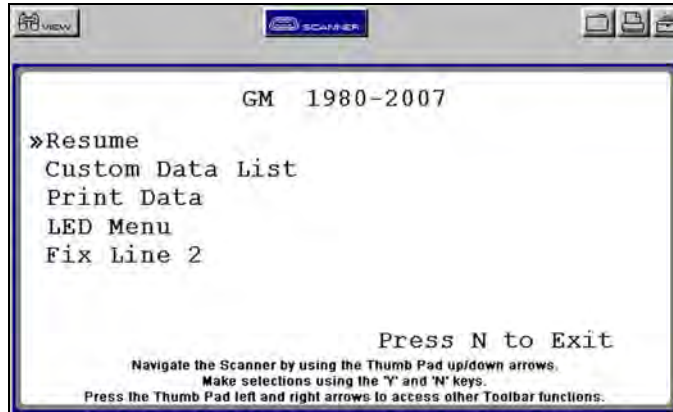 VIEW SCANNER
GM 1980-2007
»Resume
Custom Data List
Print Data
LED Menu
Fix Line 2
Press N to Exit
Navigate the Scanner by using the Thumb Pad up/down arrows.
Make selections using the 'Y' and 'N' keys.
Press the Thumb Pad left and right arrows to access other Toolbar functions.